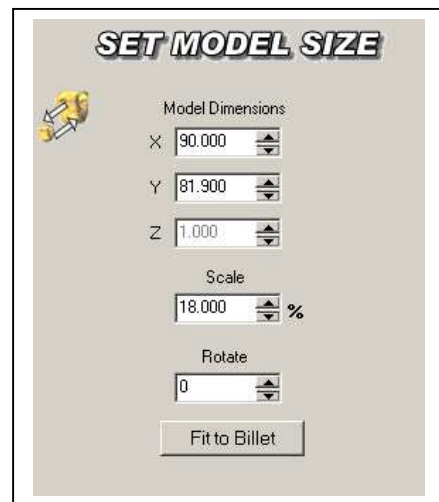 SET MODEL SIZE
Model Dimensions
X 90.000
Y 81.900
Z 1.000
Scale
18.000 %
Rotate
0
Fit to Billet